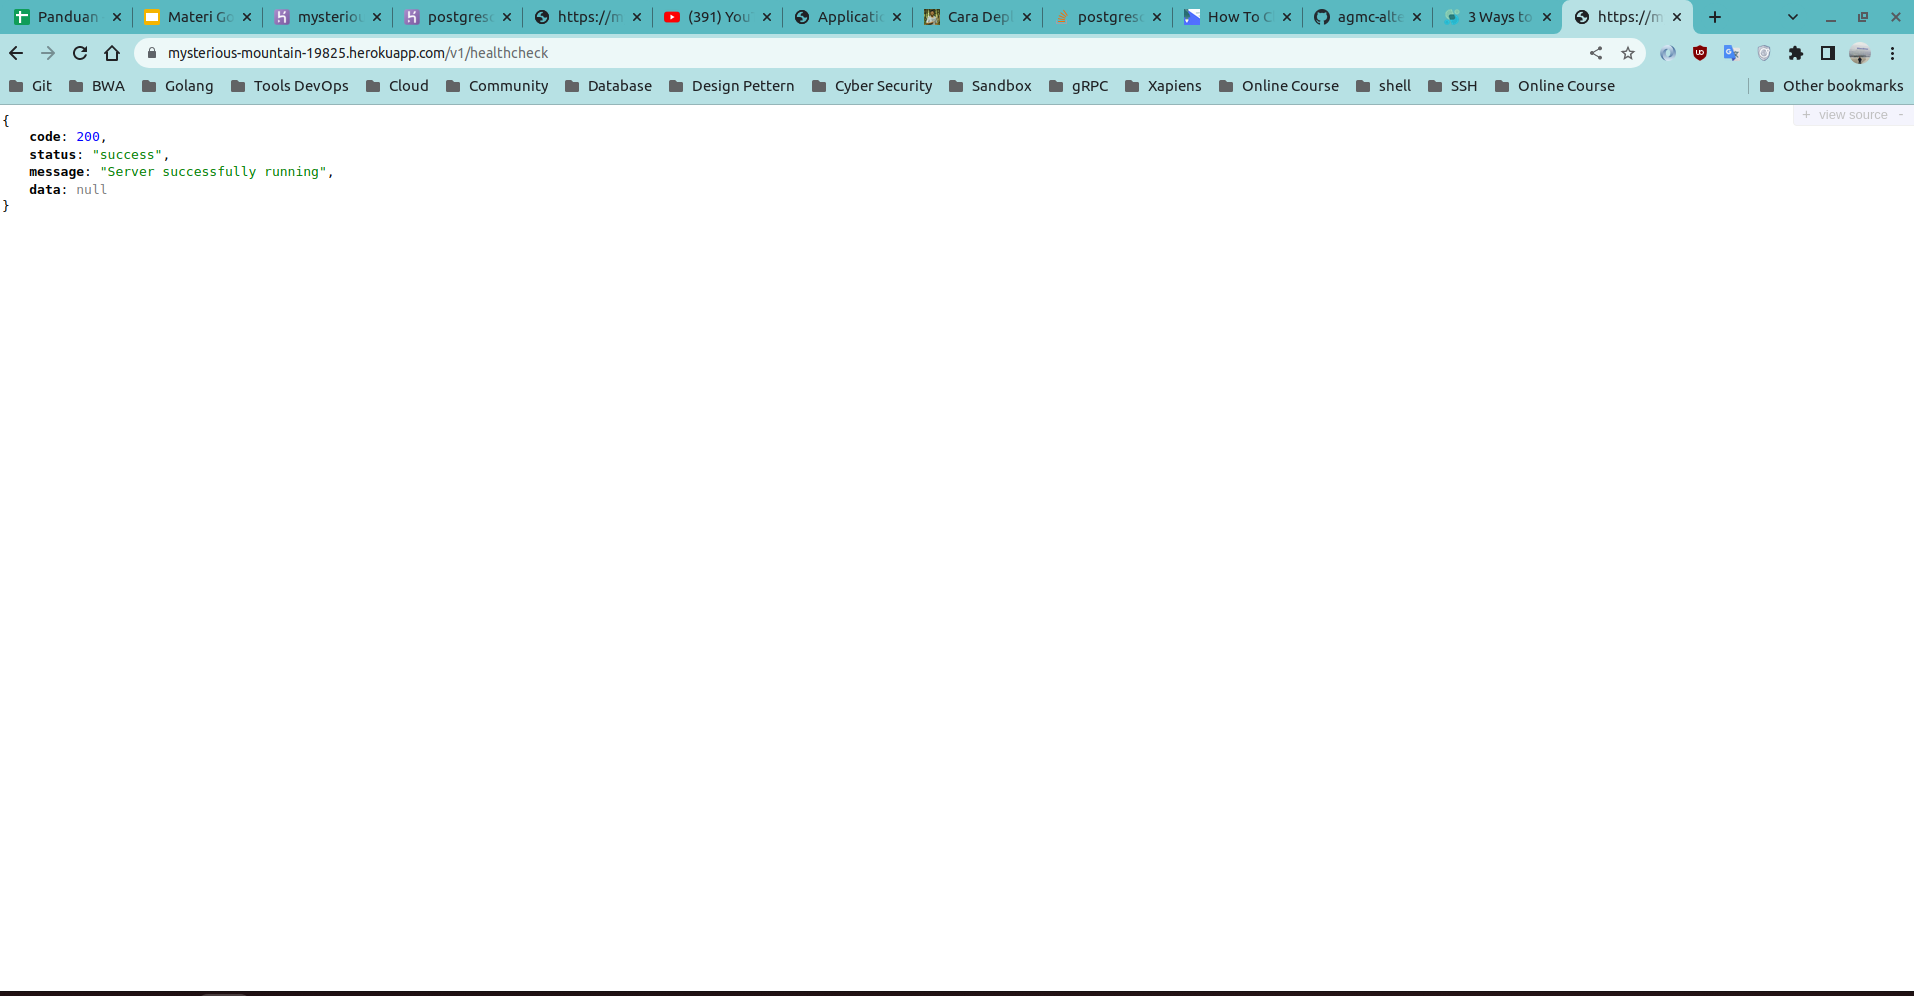 Panduan
Materi Go
mysteriou
postgresc
https://m
(391) You
Applicatio
Cara Depl
postgresc
How To C
agmc-alte
3 Ways to
https://m
mysterious-mountain-19825.herokuapp.com/v1/healthcheck
Git
BWA
Golang
Tools DevOps
Cloud
Community
Database
Design Pettern
Cyber Security
Sandbox
gRPC
Xapiens
Online Course
shell
SSH
Online Course
Other bookmarks
+ view source -
{
code: 200,
status: "success",
message: "Server successfully running",
data: null
}